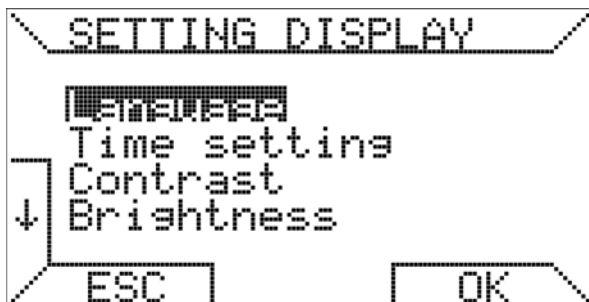 SETTING DISPLAY
Language
Time setting
Contrast
↓ Brightness
ESC OK